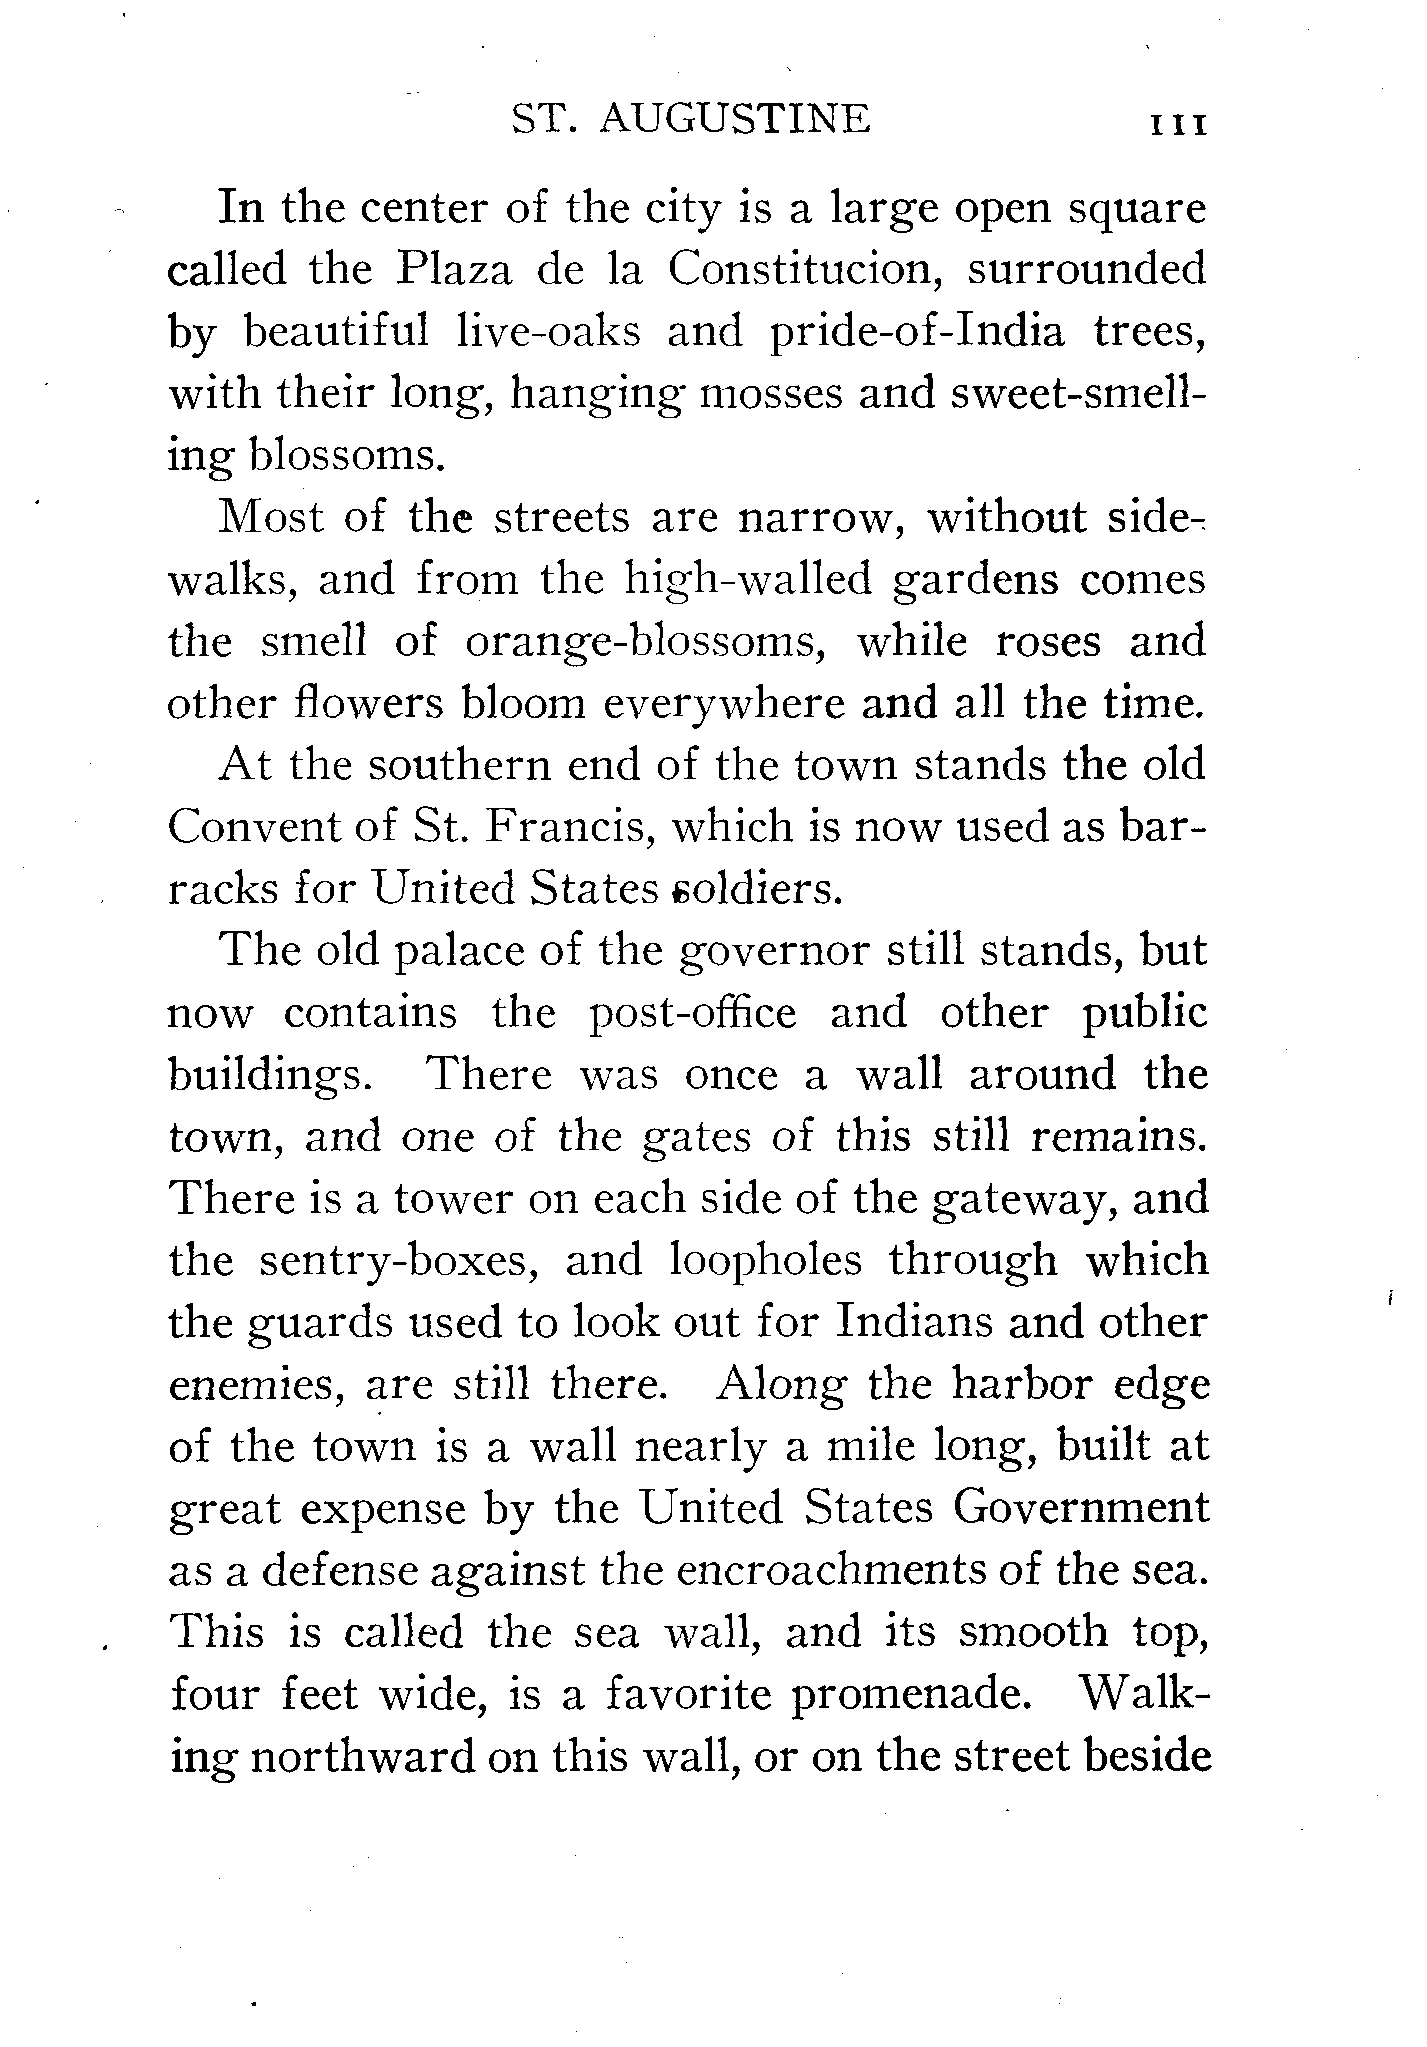 ST. AUGUSTINE 111
In the center of the city is a large open square
called the Plaza de la Constitucion, surrounded
by beautiful live-oaks and pride-of-India trees,
with their long, hanging mosses and sweet-smell-
ing blossoms.
Most of the streets are narrow, without side-
walks, and from the high-walled gardens comes
the smell of orange-blossoms, while roses and
other flowers bloom everywhere and all the time.
At the southern end of the town stands the old
Convent of St. Francis, which is now used as bar-
racks for United States soldiers.
The old palace of the governor still stands, but
now contains the post-office and other public
buildings. There was once a wall around the
town, and one of the gates of this still remains.
There is a tower on each side of the gateway, and
the sentry-boxes, and loopholes through which
the guards used to look out for Indians and other
enemies, are still there. Along the harbor edge
of the town is a wall nearly a mile long, built at
great expense by the United States Government
as a defense against the encroachments of the sea.
This is called the sea wall, and its smooth top,
four feet wide, is a favorite promenade. Walk-
ing northward on this wall, or on the street beside